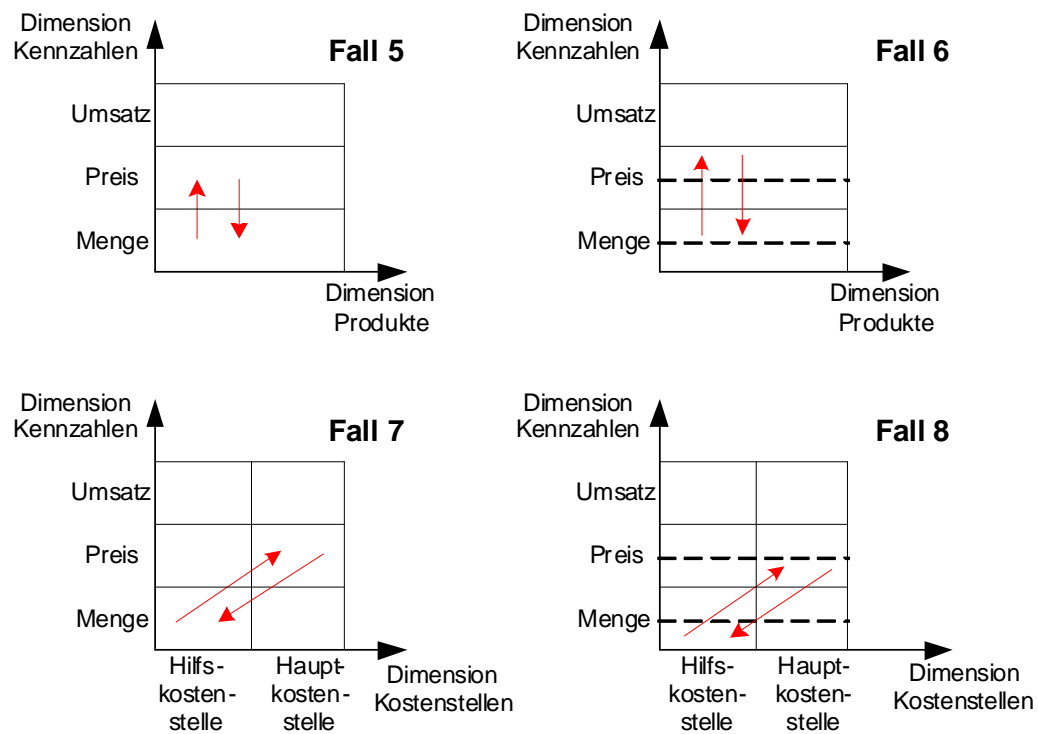 Dimension
Kennzahlen
Fall 5
Umsatz
Preis
Menge
Dimension
Produkte
Dimension
Kennzahlen
Fall 6
Umsatz
Preis
Menge
Dimension
Produkte
Dimension
Kennzahlen
Fall 7
Umsatz
Preis
Menge
Hilfs-
kosten-
stelle
Haupt-
kosten-
stelle
Dimension
Kostenstellen
Dimension
Kennzahlen
Fall 8
Umsatz
Preis
Menge
Hilfs-
kosten-
stelle
Haupt-
kosten-
stelle
Dimension
Kostenstellen